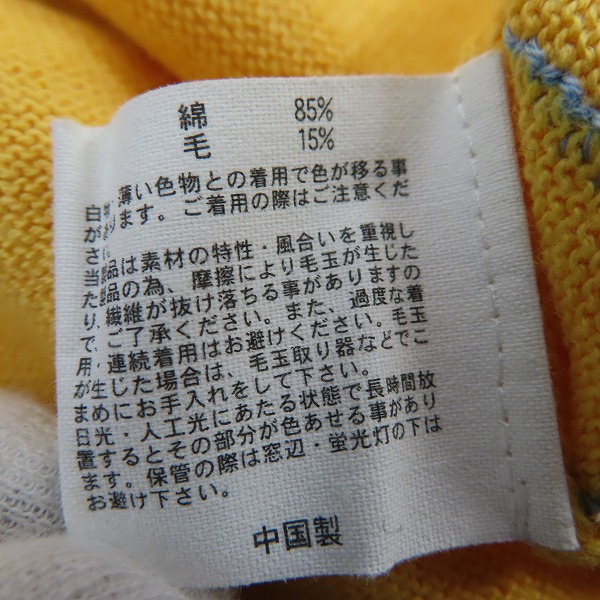 綿 85%
毛 15%
白物、薄い色物との着用で色が移る事
があります。ご着用の際はご注意くだ
さい。
当製品は素材の特性・風合いを重視し
た製品の為、摩擦により毛玉が生じた
り、繊維が抜け落ちる事がありますの
で、ご了承ください。また、過度な着
用・連続着用はお避けください。毛玉
が生じた場合は、毛玉取り器などでこ
まめにお手入れをして下さい。
日光・人工光にあたる状態で長時間放
置するとその部分が色あせる事があり
ます。保管の際は窓辺・蛍光灯の下は
お避け下さい。
中国製